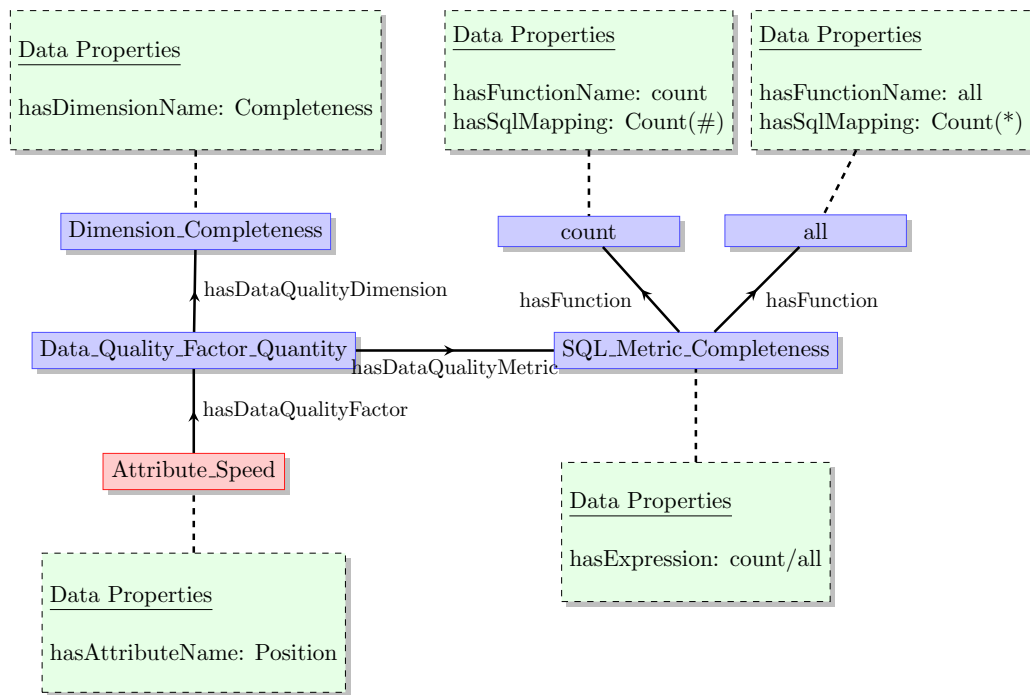 Data Properties
hasDimensionName: Completeness
Data Properties
hasFunctionName: count
hasSqlMapping: Count(#)
Data Properties
hasFunctionName: all
hasSqlMapping: Count(*)
Dimension_Completeness
count
all
hasDataQualityDimension
hasFunction
hasFunction
Data_Quality_Factor_Quantity
hasDataQualityMetric
SQL_Metric_Completeness
hasDataQualityFactor
Attribute_Speed
Data Properties
hasExpression: count/all
Data Properties
hasAttributeName: Position